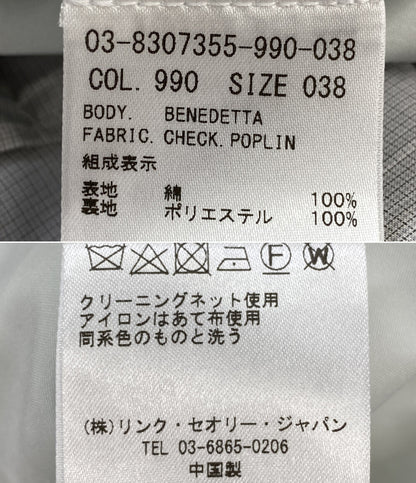 03-8307355-990-038
COL. 990 SIZE 038
BODY. BENEDETTA
FABRIC. CHECK. POPLIN
組成表示
表地 綿 100%
裏地 ポリエステル 100%
F W
クリーニングネット使用
アイロンはあて布使用
同系色のものと洗う
(株)リンク・セオリー・ジャパン
TEL 03-6865-0206
中国製